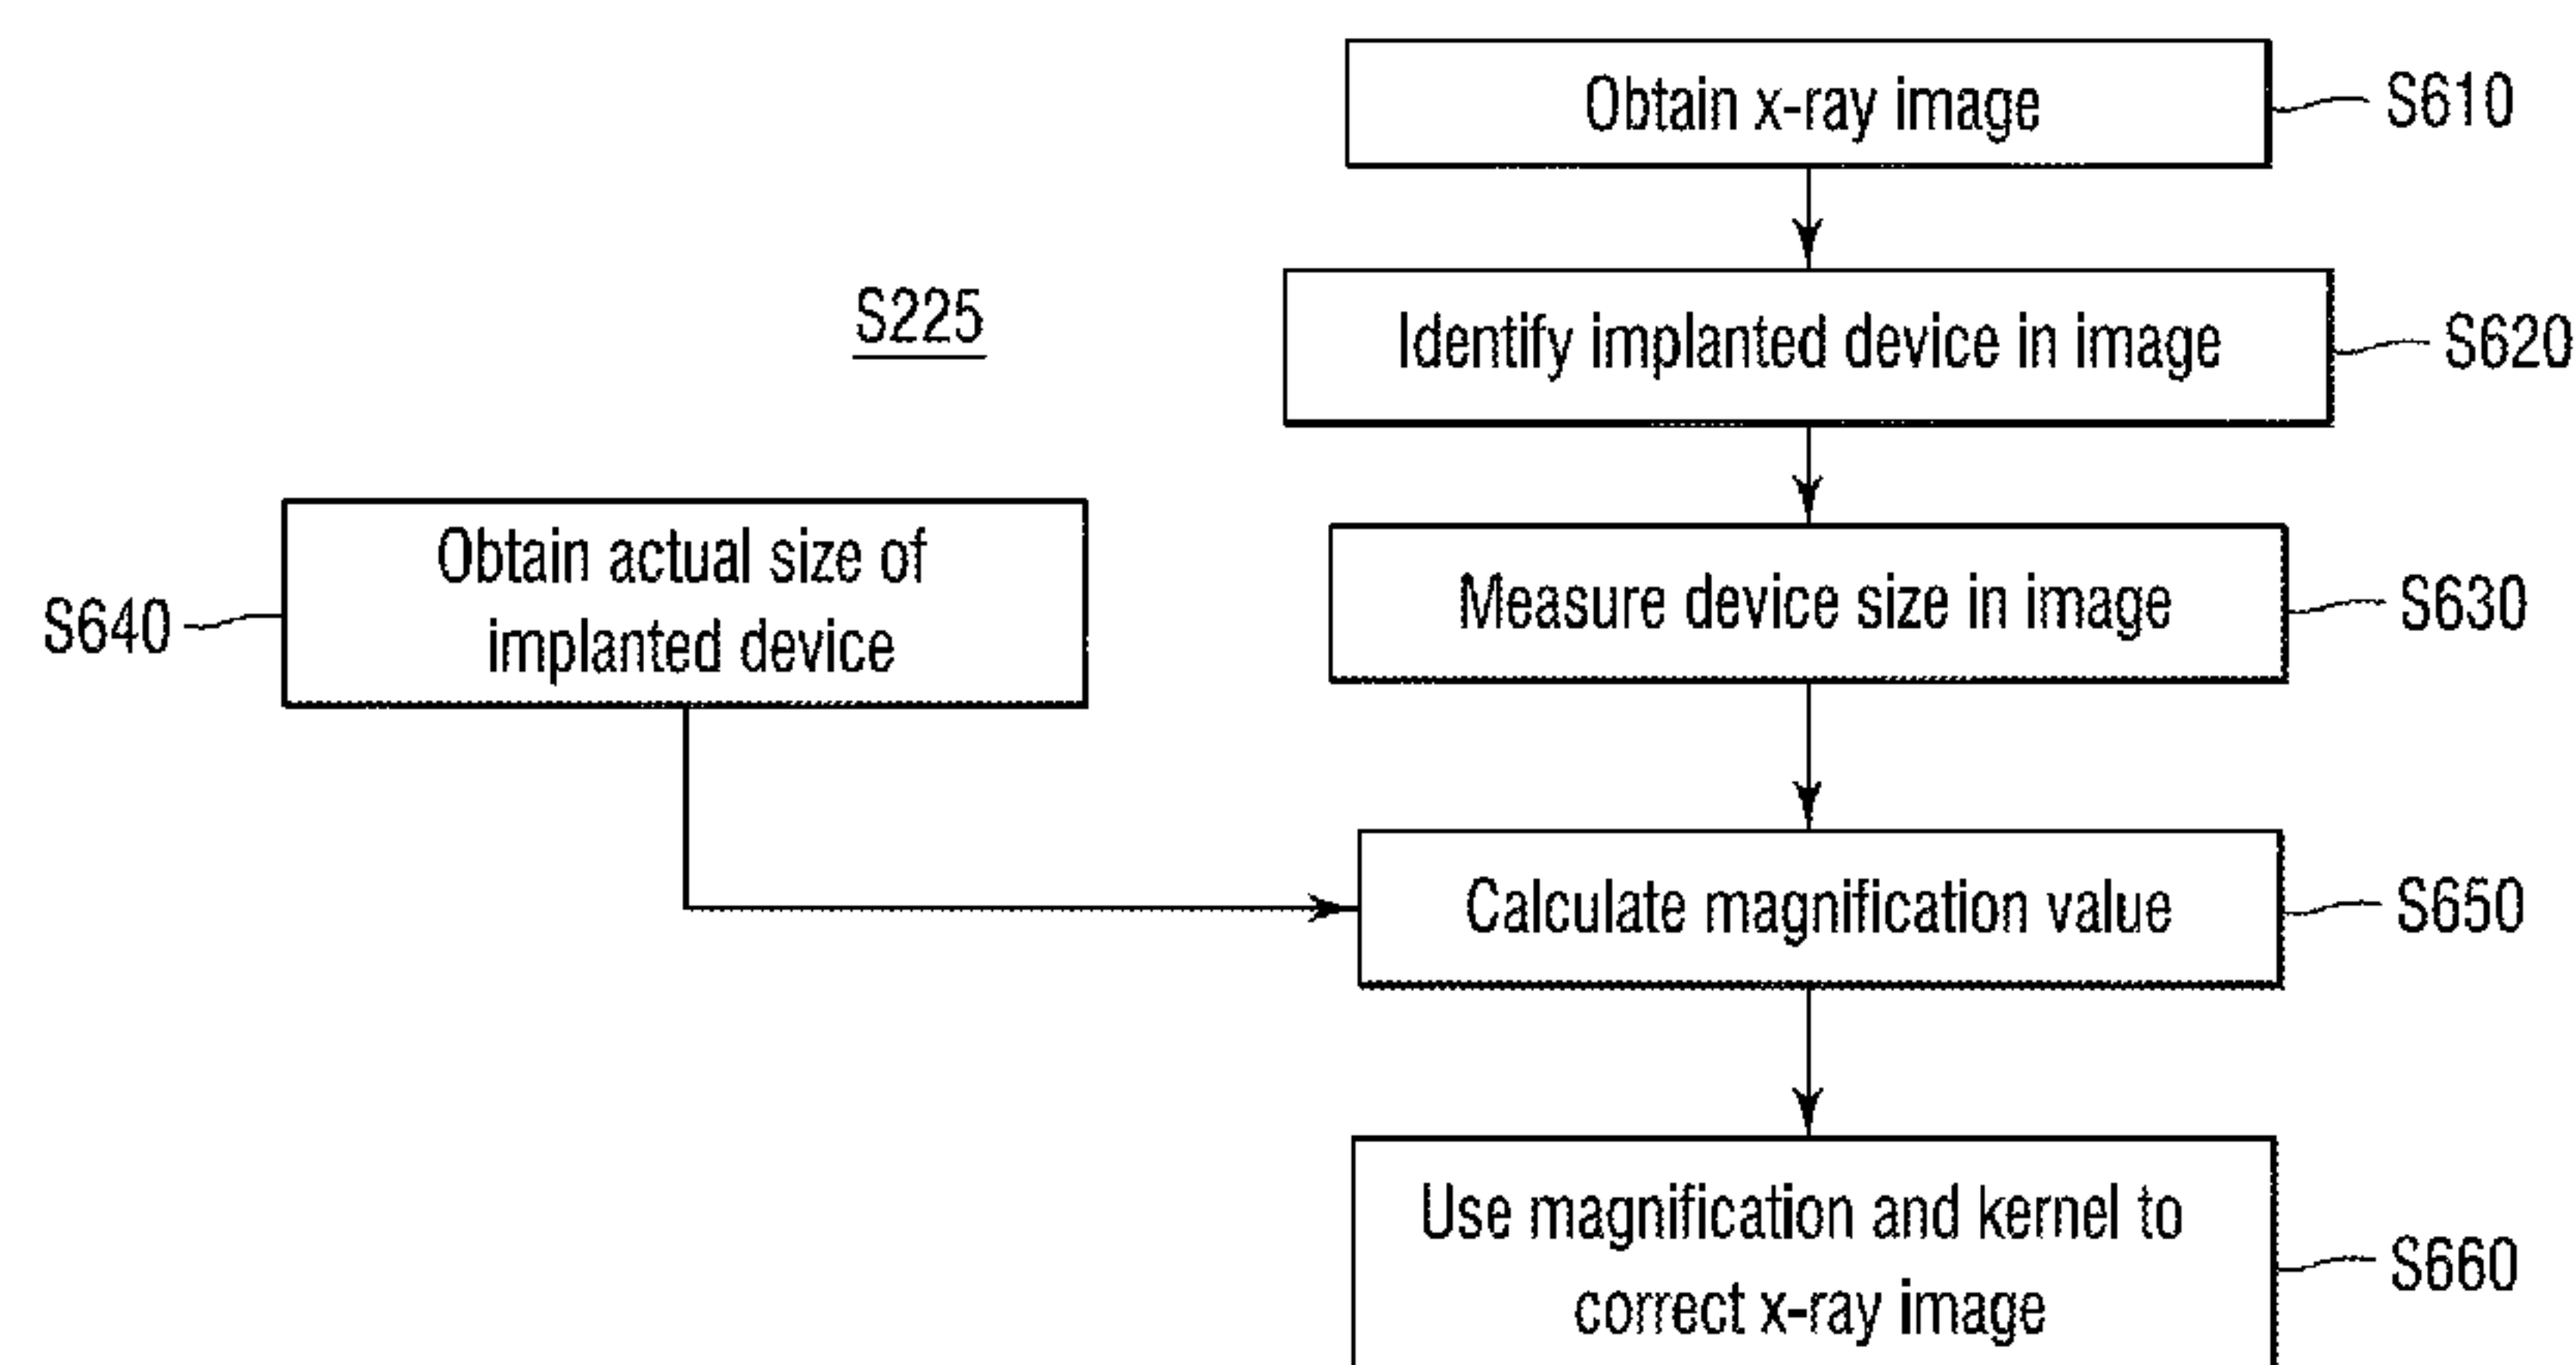 Obtain x-ray image
S610
S225
Identify implanted device in image
S620
Obtain actual size of
implanted device
S640
Measure device size in image
S630
Calculate magnification value
S650
Use magnification and kernel to
correct x-ray image
S660